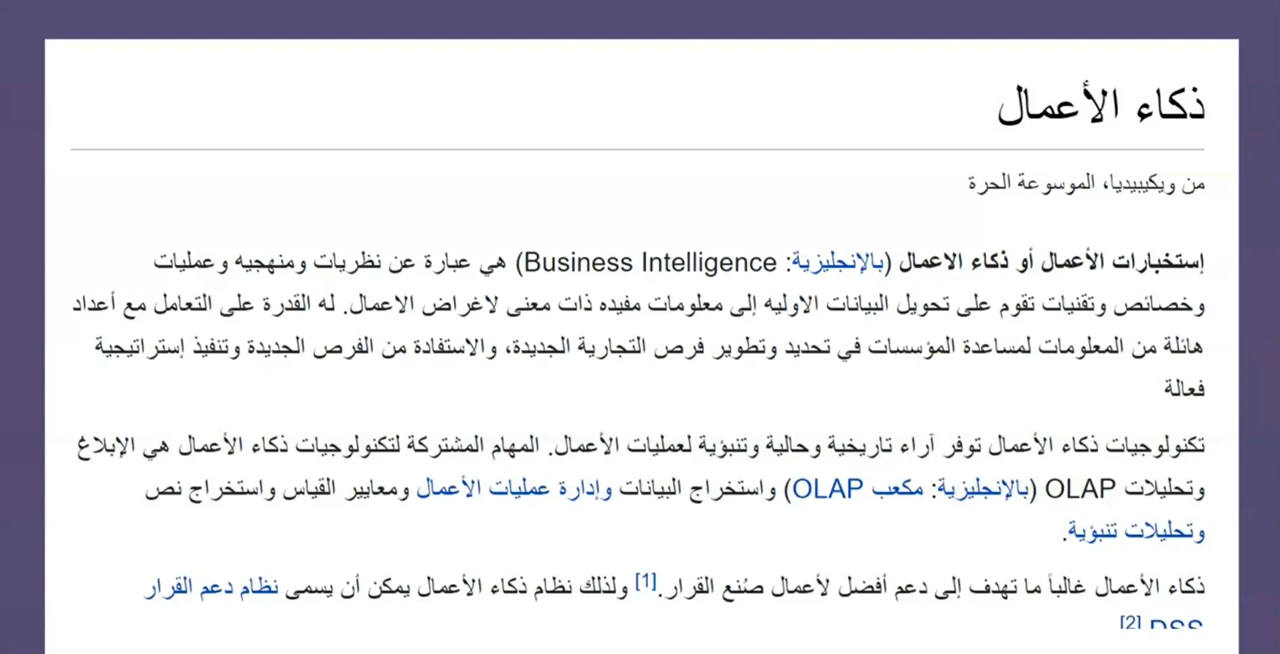 ذكاء الأعمال
من ويكيبيديا، الموسوعة الحرة
إستخبارات الأعمال أو ذكاء الاعمال (بالإنجليزية: Business Intelligence) هي عبارة عن نظريات ومنهجيه وعمليات
وخصائص وتقنيات تقوم على تحويل البيانات الاوليه إلى معلومات مفيده ذات معنى لاغراض الاعمال. له القدرة على التعامل مع أعداد
هائلة من المعلومات لمساعدة المؤسسات في تحديد وتطوير فرص التجارية الجديدة، والاستفادة من الفرص الجديدة وتنفيذ إستراتيجية
فعالة
تكنولوجيات ذكاء الأعمال توفر آراء تاريخية وحالية وتنبؤية لعمليات الأعمال. المهام المشتركة لتكنولوجيات ذكاء الأعمال هي الإبلاغ
وتحليلات OLAP (بالإنجليزية: مكعب OLAP) واستخراج البيانات وإدارة عمليات الأعمال ومعايير القياس واستخراج نص
وتحليلات تنبؤية.
ذكاء الأعمال غالباً ما تهدف إلى دعم أفضل لأعمال صُنع القرار.[1] ولذلك نظام ذكاء الأعمال يمكن أن يسمى نظام دعم القرار
DSS [2]